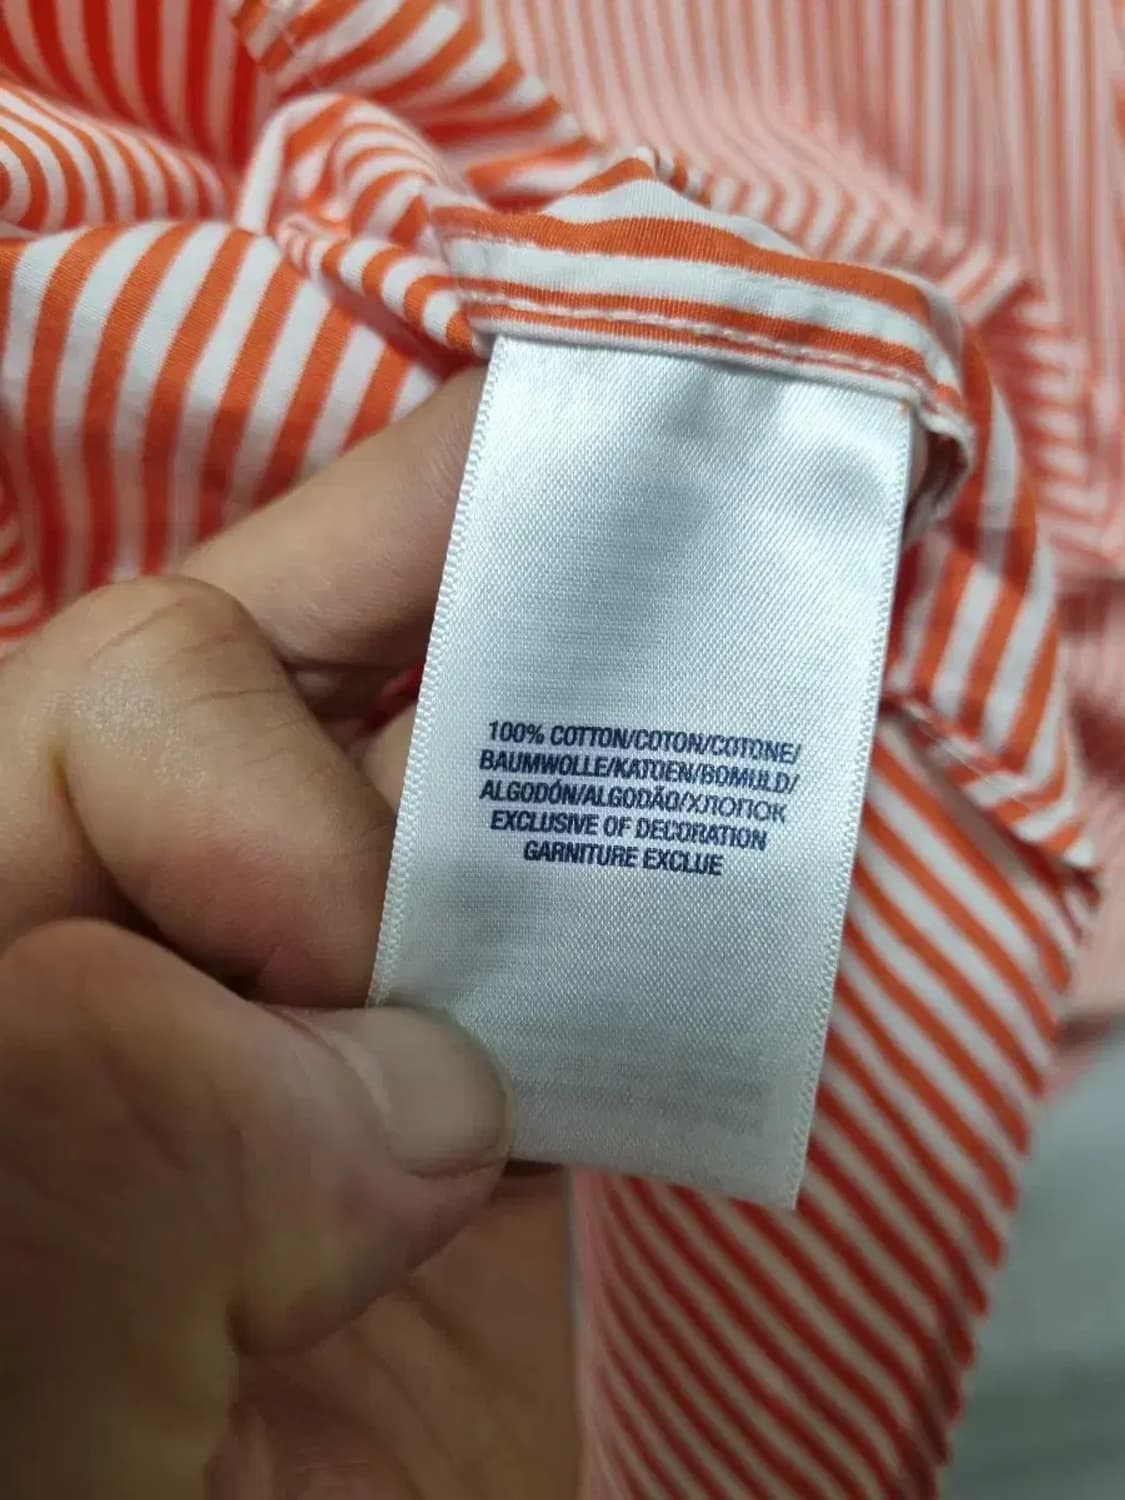 100% COTTON/COTON/COTONE/
BAUMWOLLE/KATOEN/BOMULD/
ALGODÓN/ALGODÃO/ХЛОПОК
EXCLUSIVE OF DECORATION
GARNITURE EXCLUE